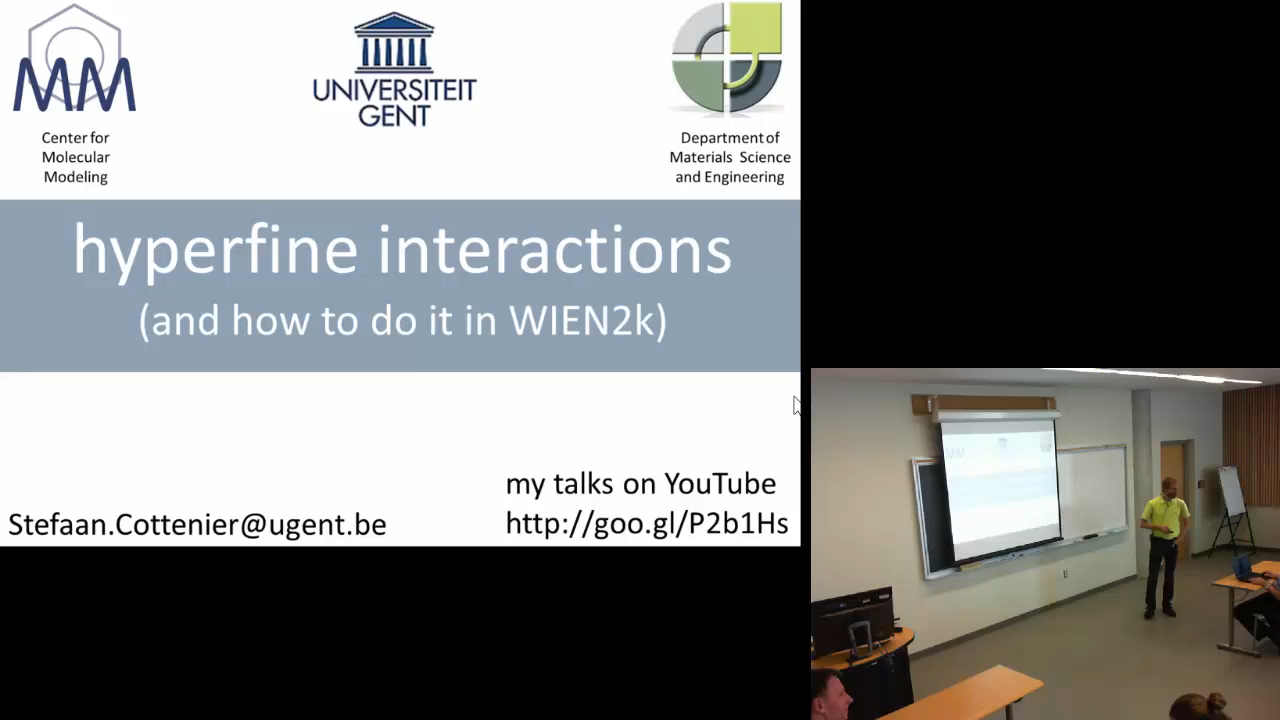 MM
Center for
Molecular
Modeling
UNIVERSITEIT
GENT
Department of
Materials Science
and Engineering
hyperfine interactions
(and how to do it in WIEN2k)
my talks on YouTube
Stefaan.Cottenier@ugent.be
http://goo.gl/P2b1Hs